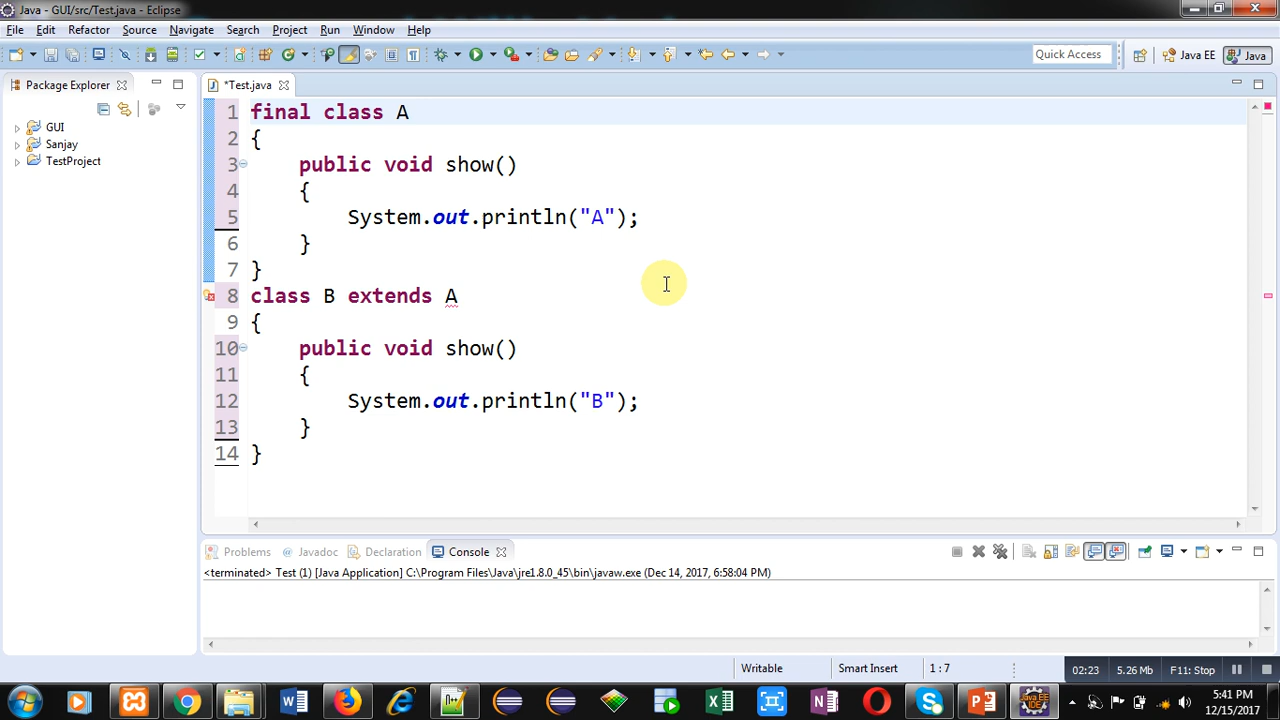 Java - GUI/src/Test.java - Eclipse
File Edit Refactor Source Navigate Search Project Run Window Help
Quick Access Java EE Java
Package Explorer *Test.java
GUI
Sanjay
TestProject
1 final class A
2 {
3 public void show()
4 {
5 System.out.println("A");
6 }
7 }
8 class B extends A
9 {
10 public void show()
11 {
12 System.out.println("B");
13 }
14 }
Problems Javadoc Declaration Console
<terminated> Test (1) [Java Application] C:\Program Files\Java\jre1.8.0_45\bin\javaw.exe (Dec 14, 2017, 6:58:04 PM)
Writable Smart Insert 1 : 7 02:23 5.26 MB F11: Stop
5:41 PM
12/15/2017